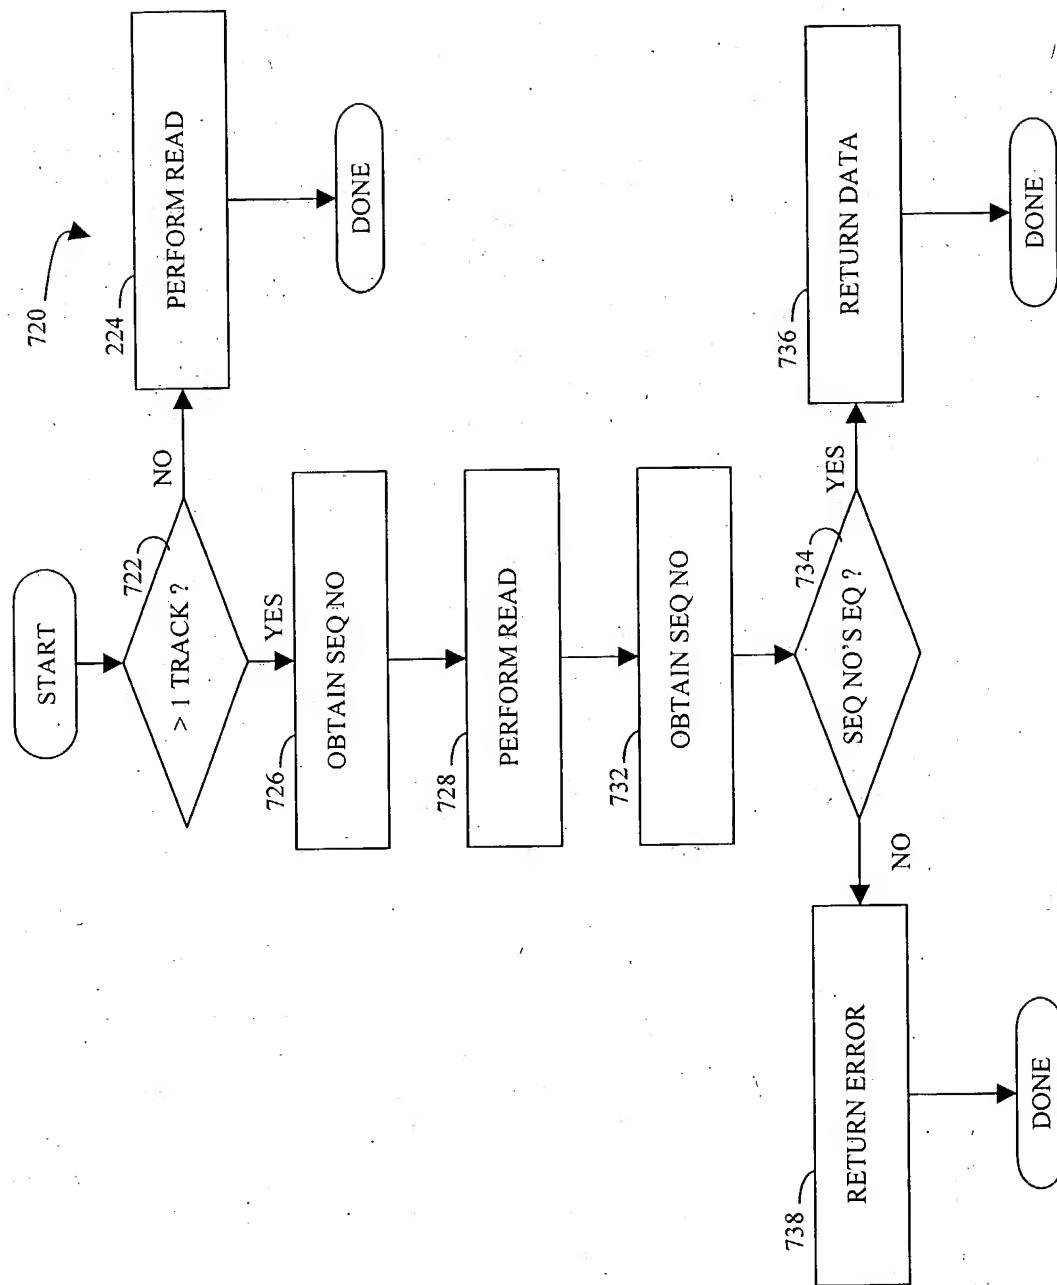 720
START
722
> 1 TRACK ?
NO
224
PERFORM READ
DONE
YES
726
OBTAIN SEQ NO
728
PERFORM READ
732
OBTAIN SEQ NO
734
SEQ NO'S EQ ?
YES
736
RETURN DATA
DONE
NO
738
RETURN ERROR
DONE